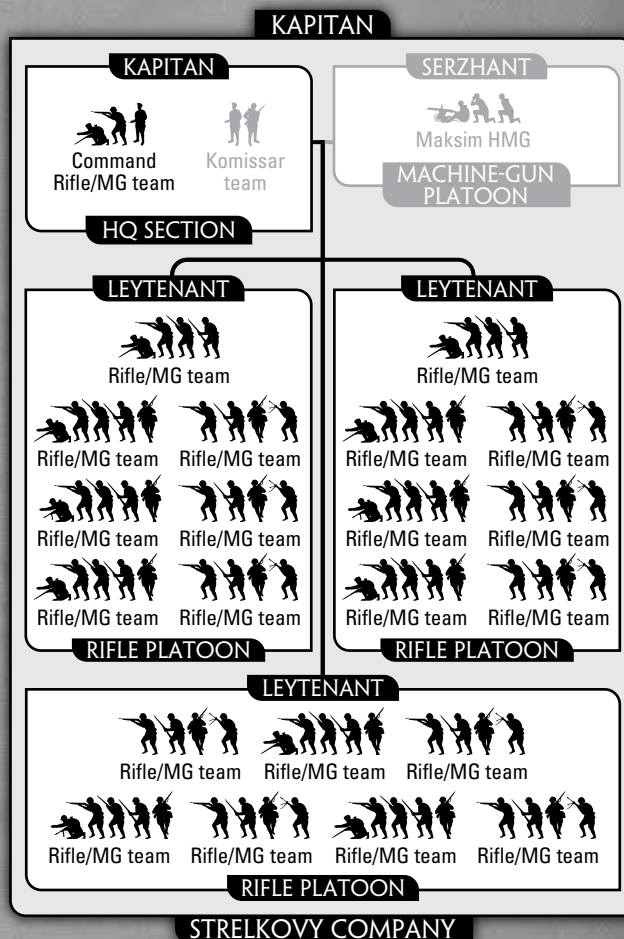 KAPITAN
KAPITAN
Command
Rifle/MG team
Komissar
team
HQ SECTION
SERZHANT
Maksim HMG
MACHINE-GUN
PLATOON
LEYTENANT
Rifle/MG team
Rifle/MG team Rifle/MG team
Rifle/MG team Rifle/MG team
Rifle/MG team Rifle/MG team
RIFLE PLATOON
LEYTENANT
Rifle/MG team
Rifle/MG team Rifle/MG team
Rifle/MG team Rifle/MG team
Rifle/MG team Rifle/MG team
RIFLE PLATOON
LEYTENANT
Rifle/MG team Rifle/MG team Rifle/MG team
Rifle/MG team Rifle/MG team Rifle/MG team Rifle/MG team
RIFLE PLATOON
STRELKOVY COMPANY